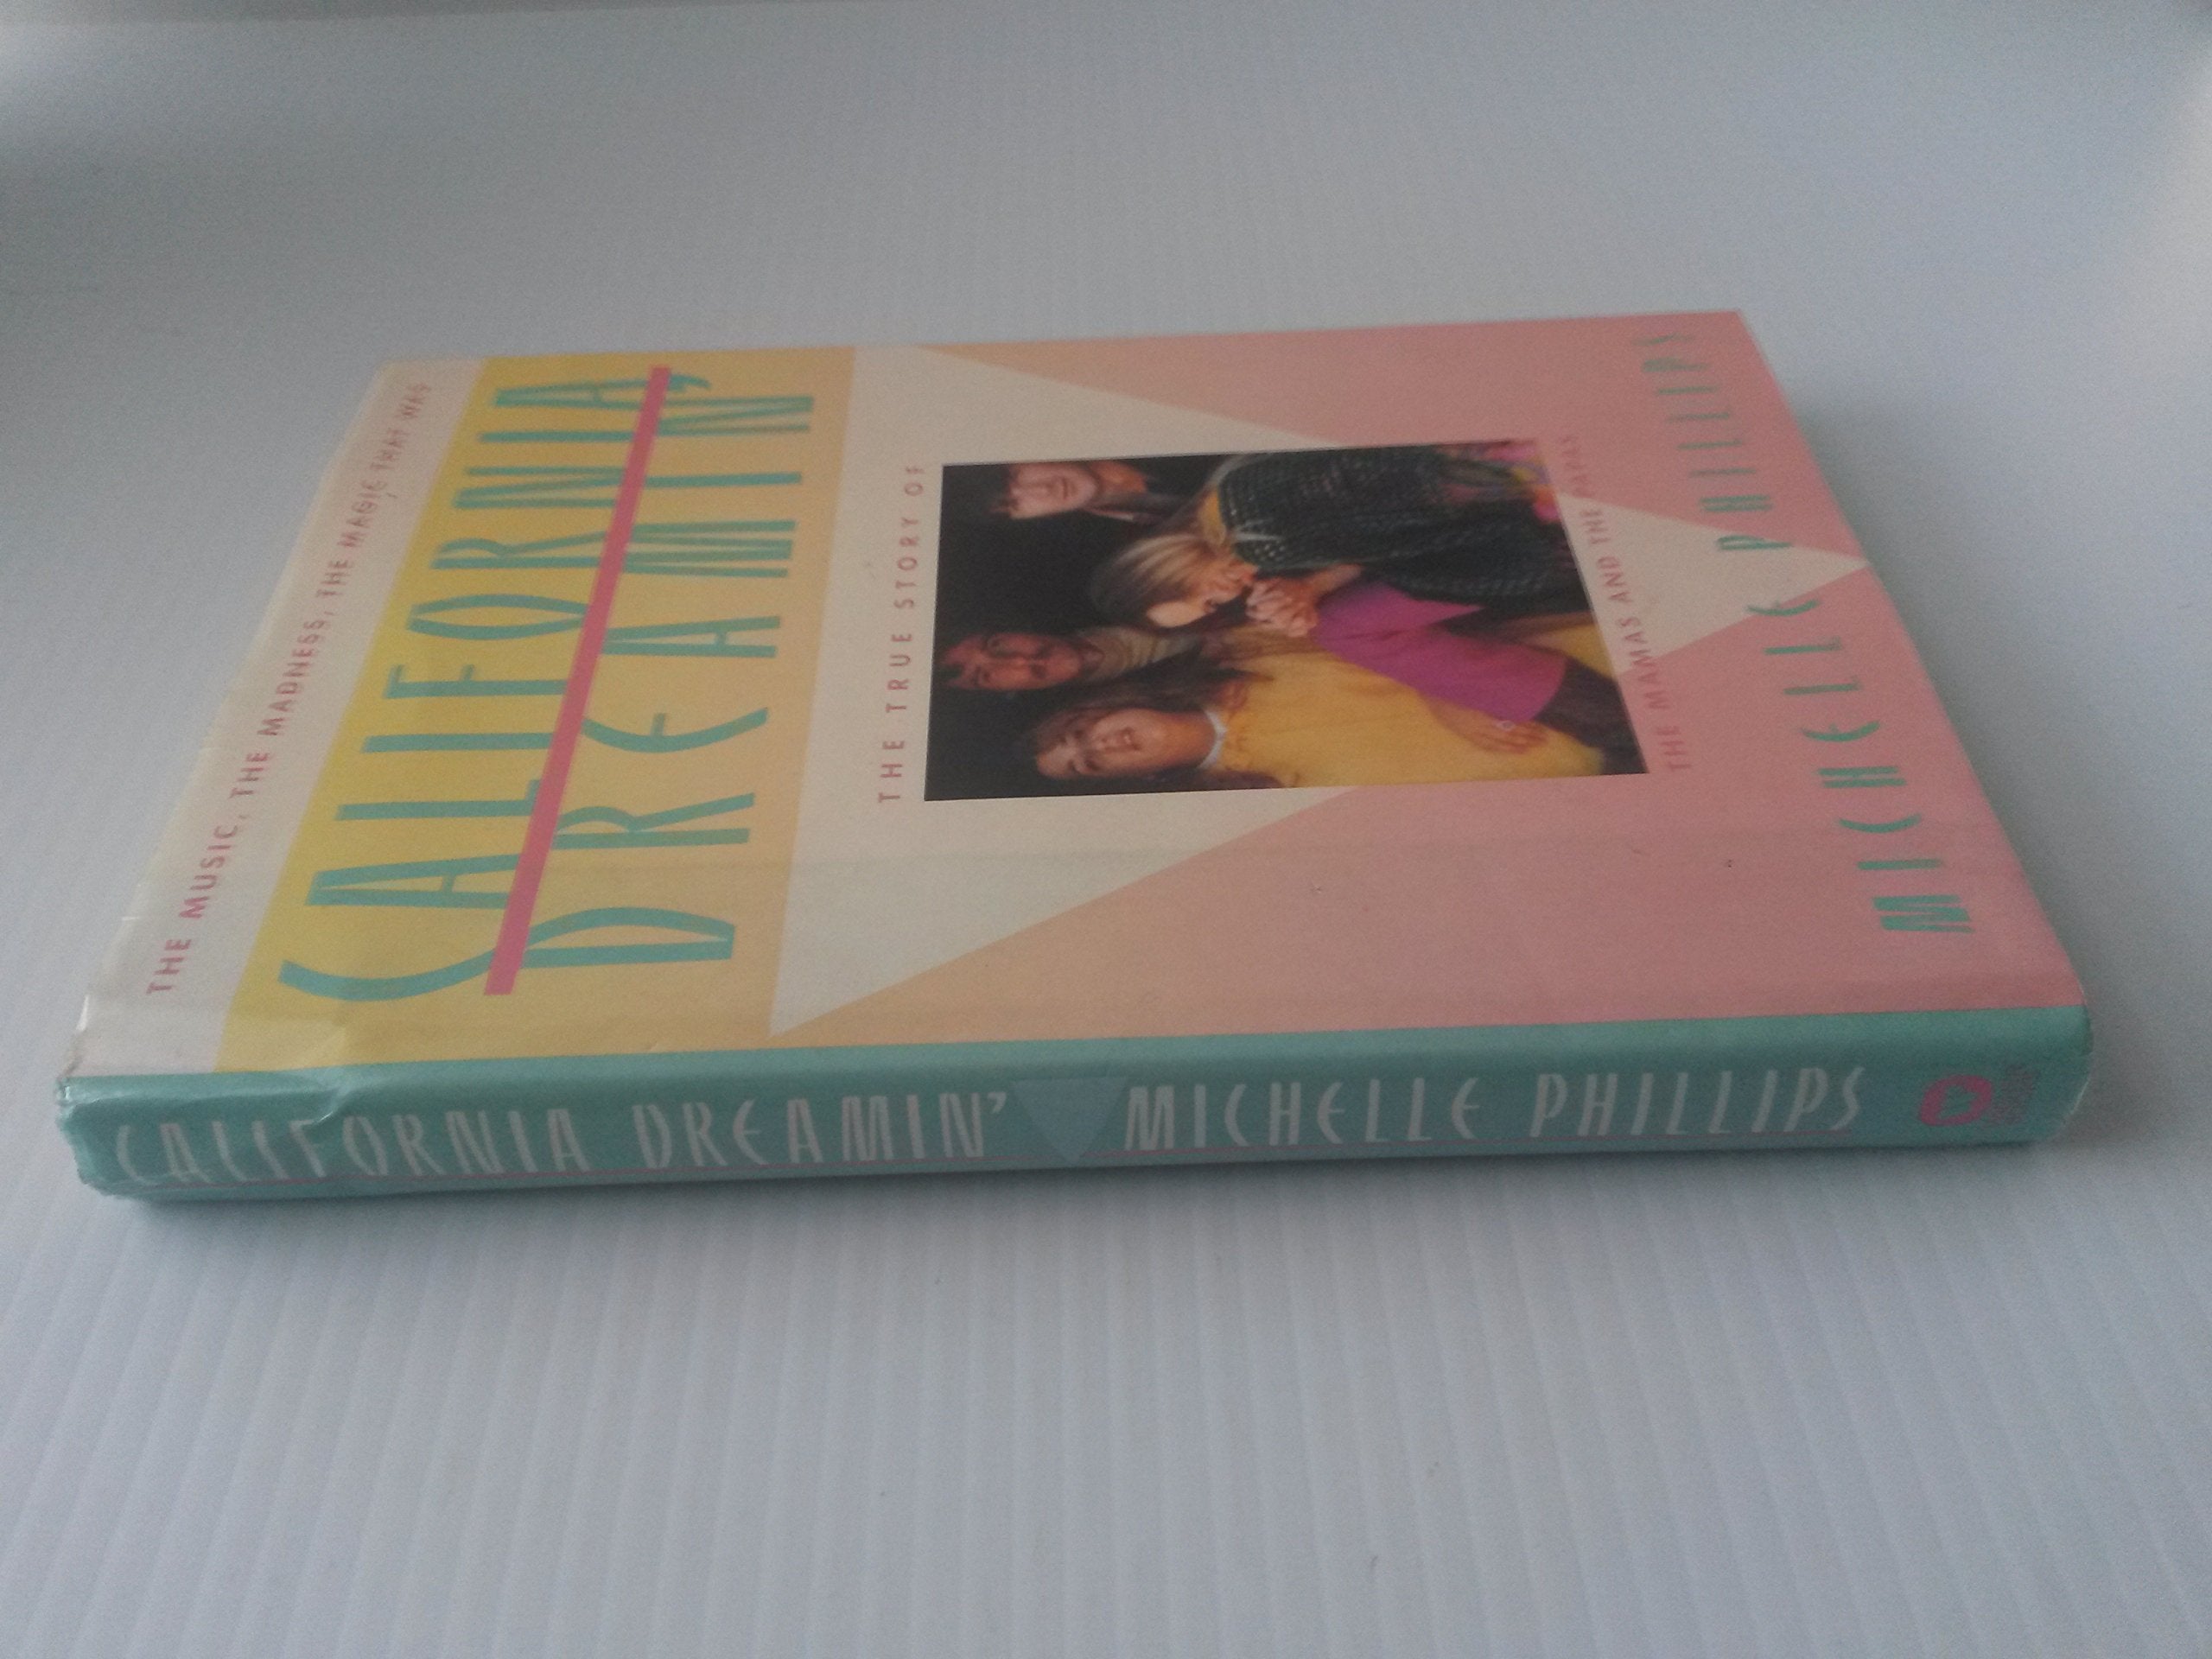 THE MUSIC, THE MADNESS, THE MAGIC THAT WAS
CALIFORNIA
DREAMIN'
THE TRUE STORY OF
THE MAMAS AND THE PAPAS
MICHELLE PHILLIPS
CALIFORNIA DREAMIN' MICHELLE PHILLIPS